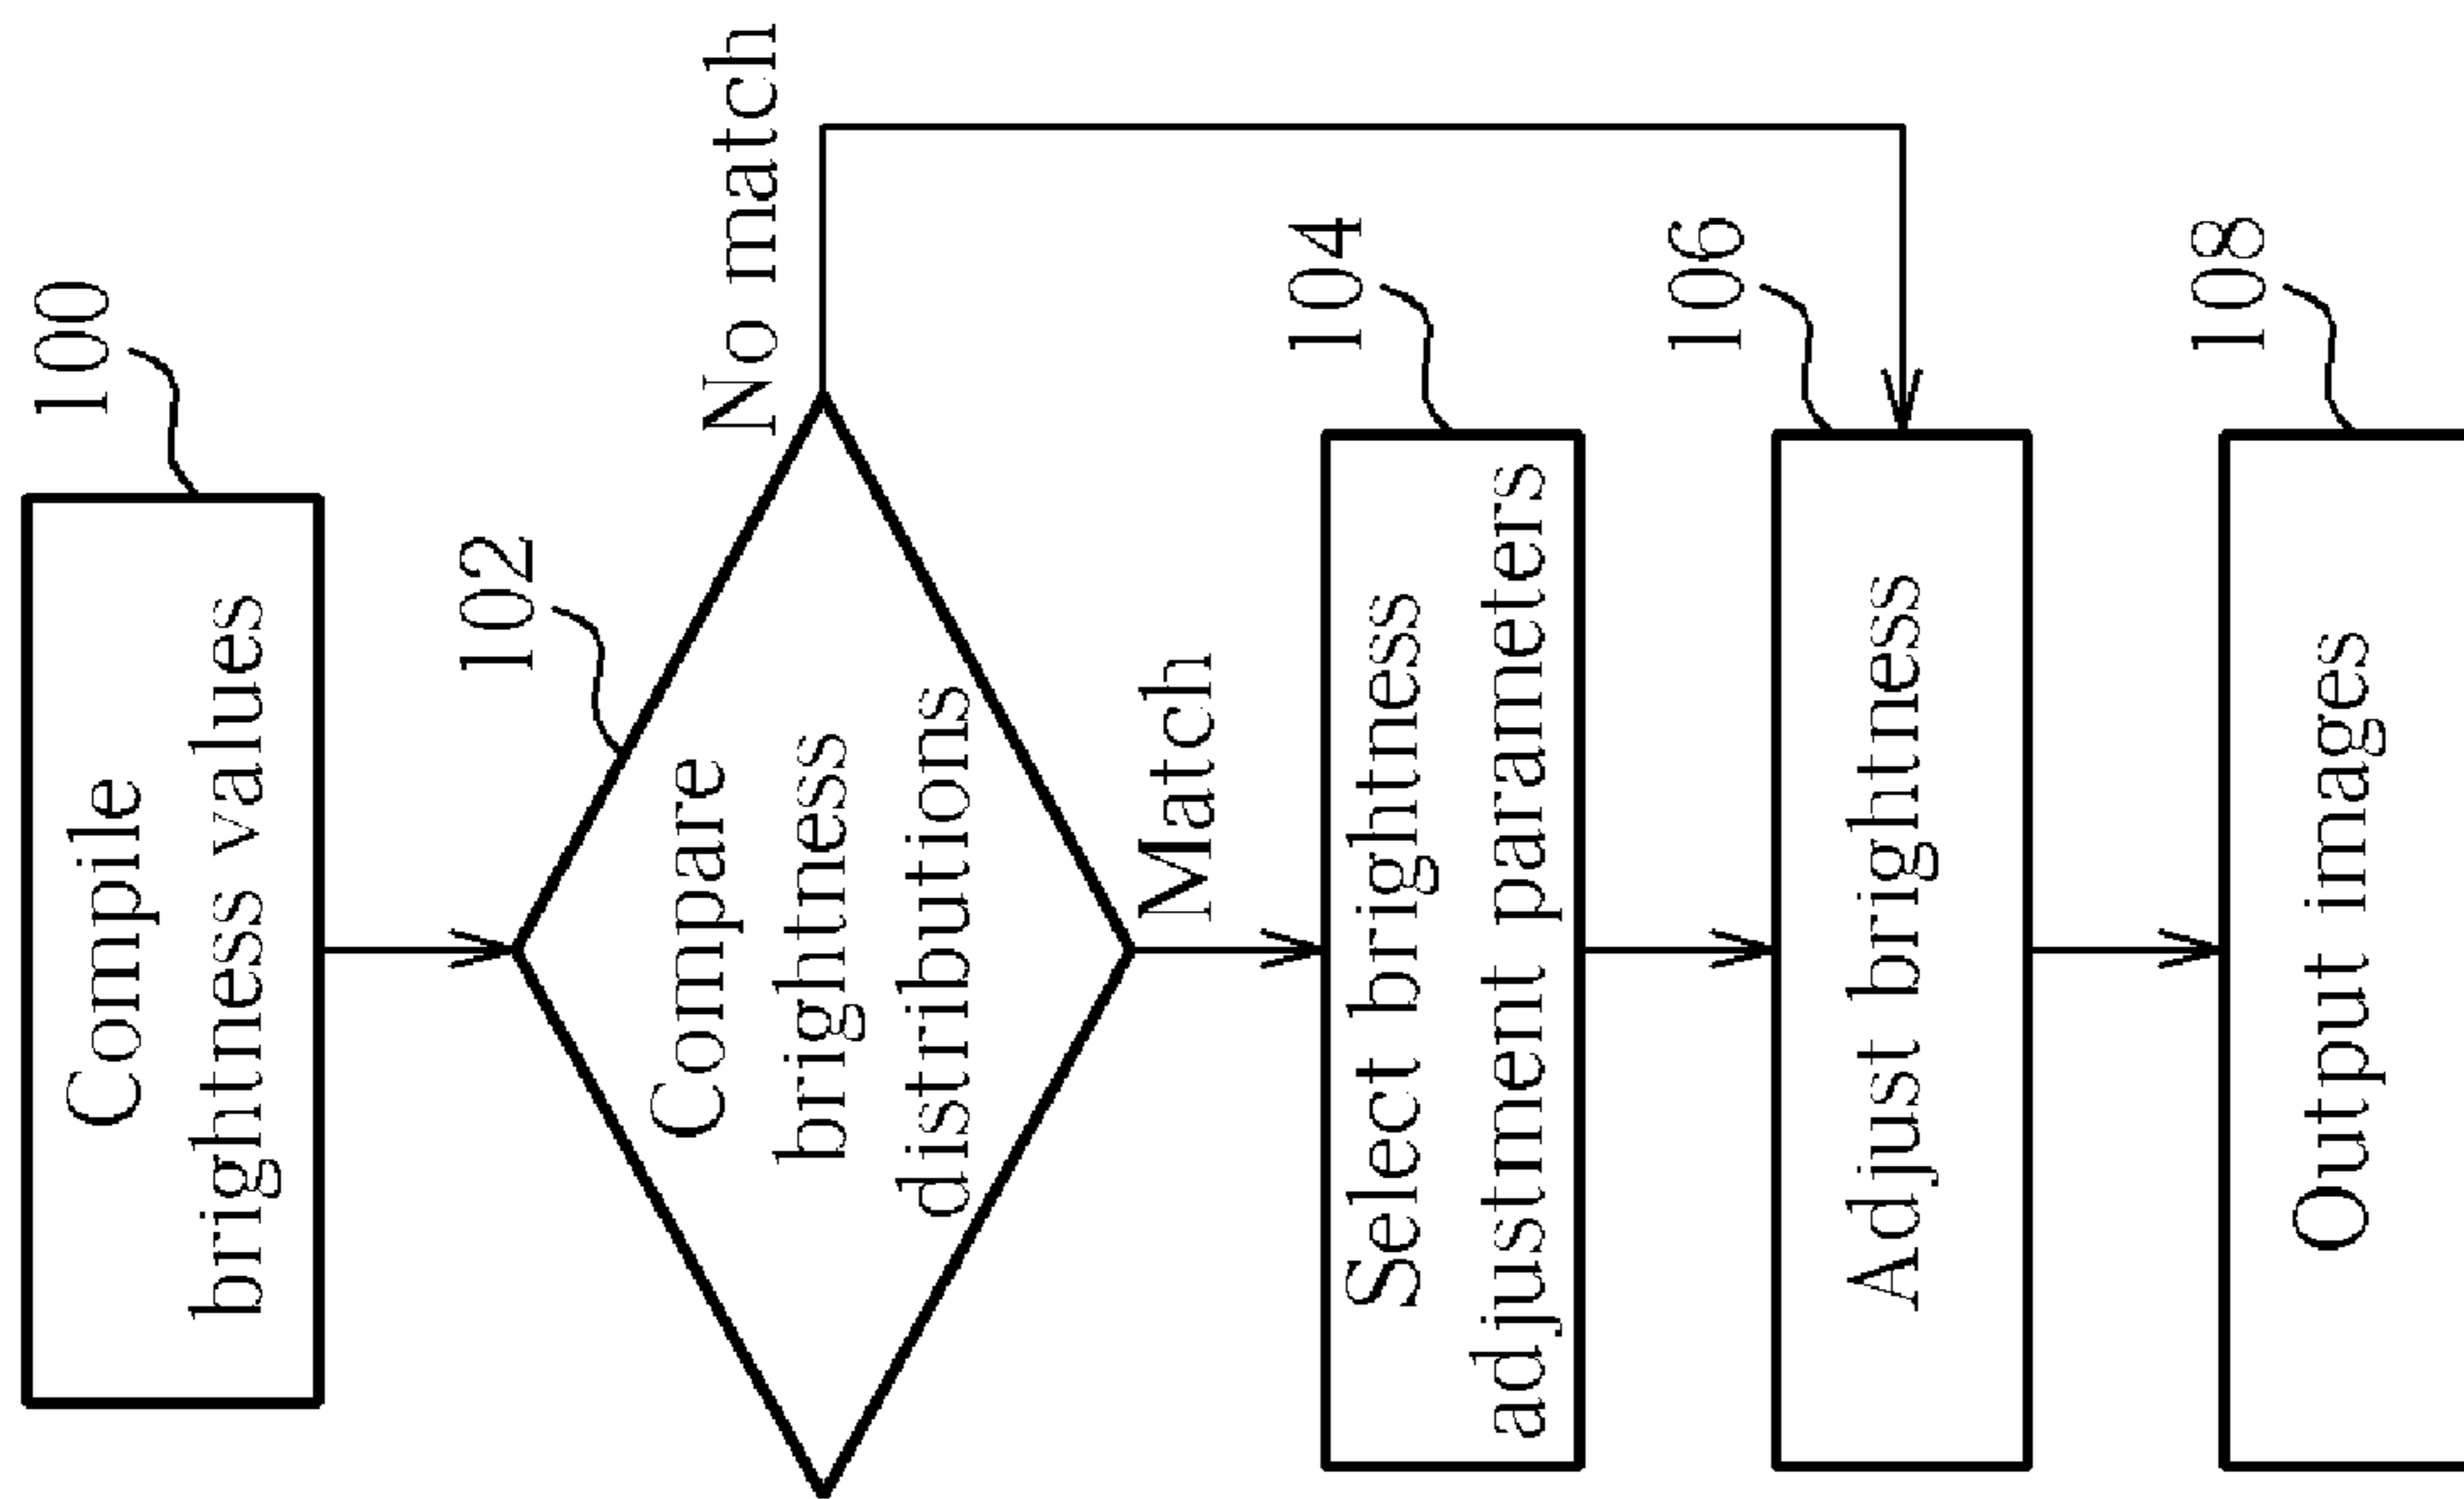 100
Compile
brightness values
102
Compare
brightness
distributions
No match
Match
104
Select brightness
adjustment parameters
106
Adjust brightness
108
Output images